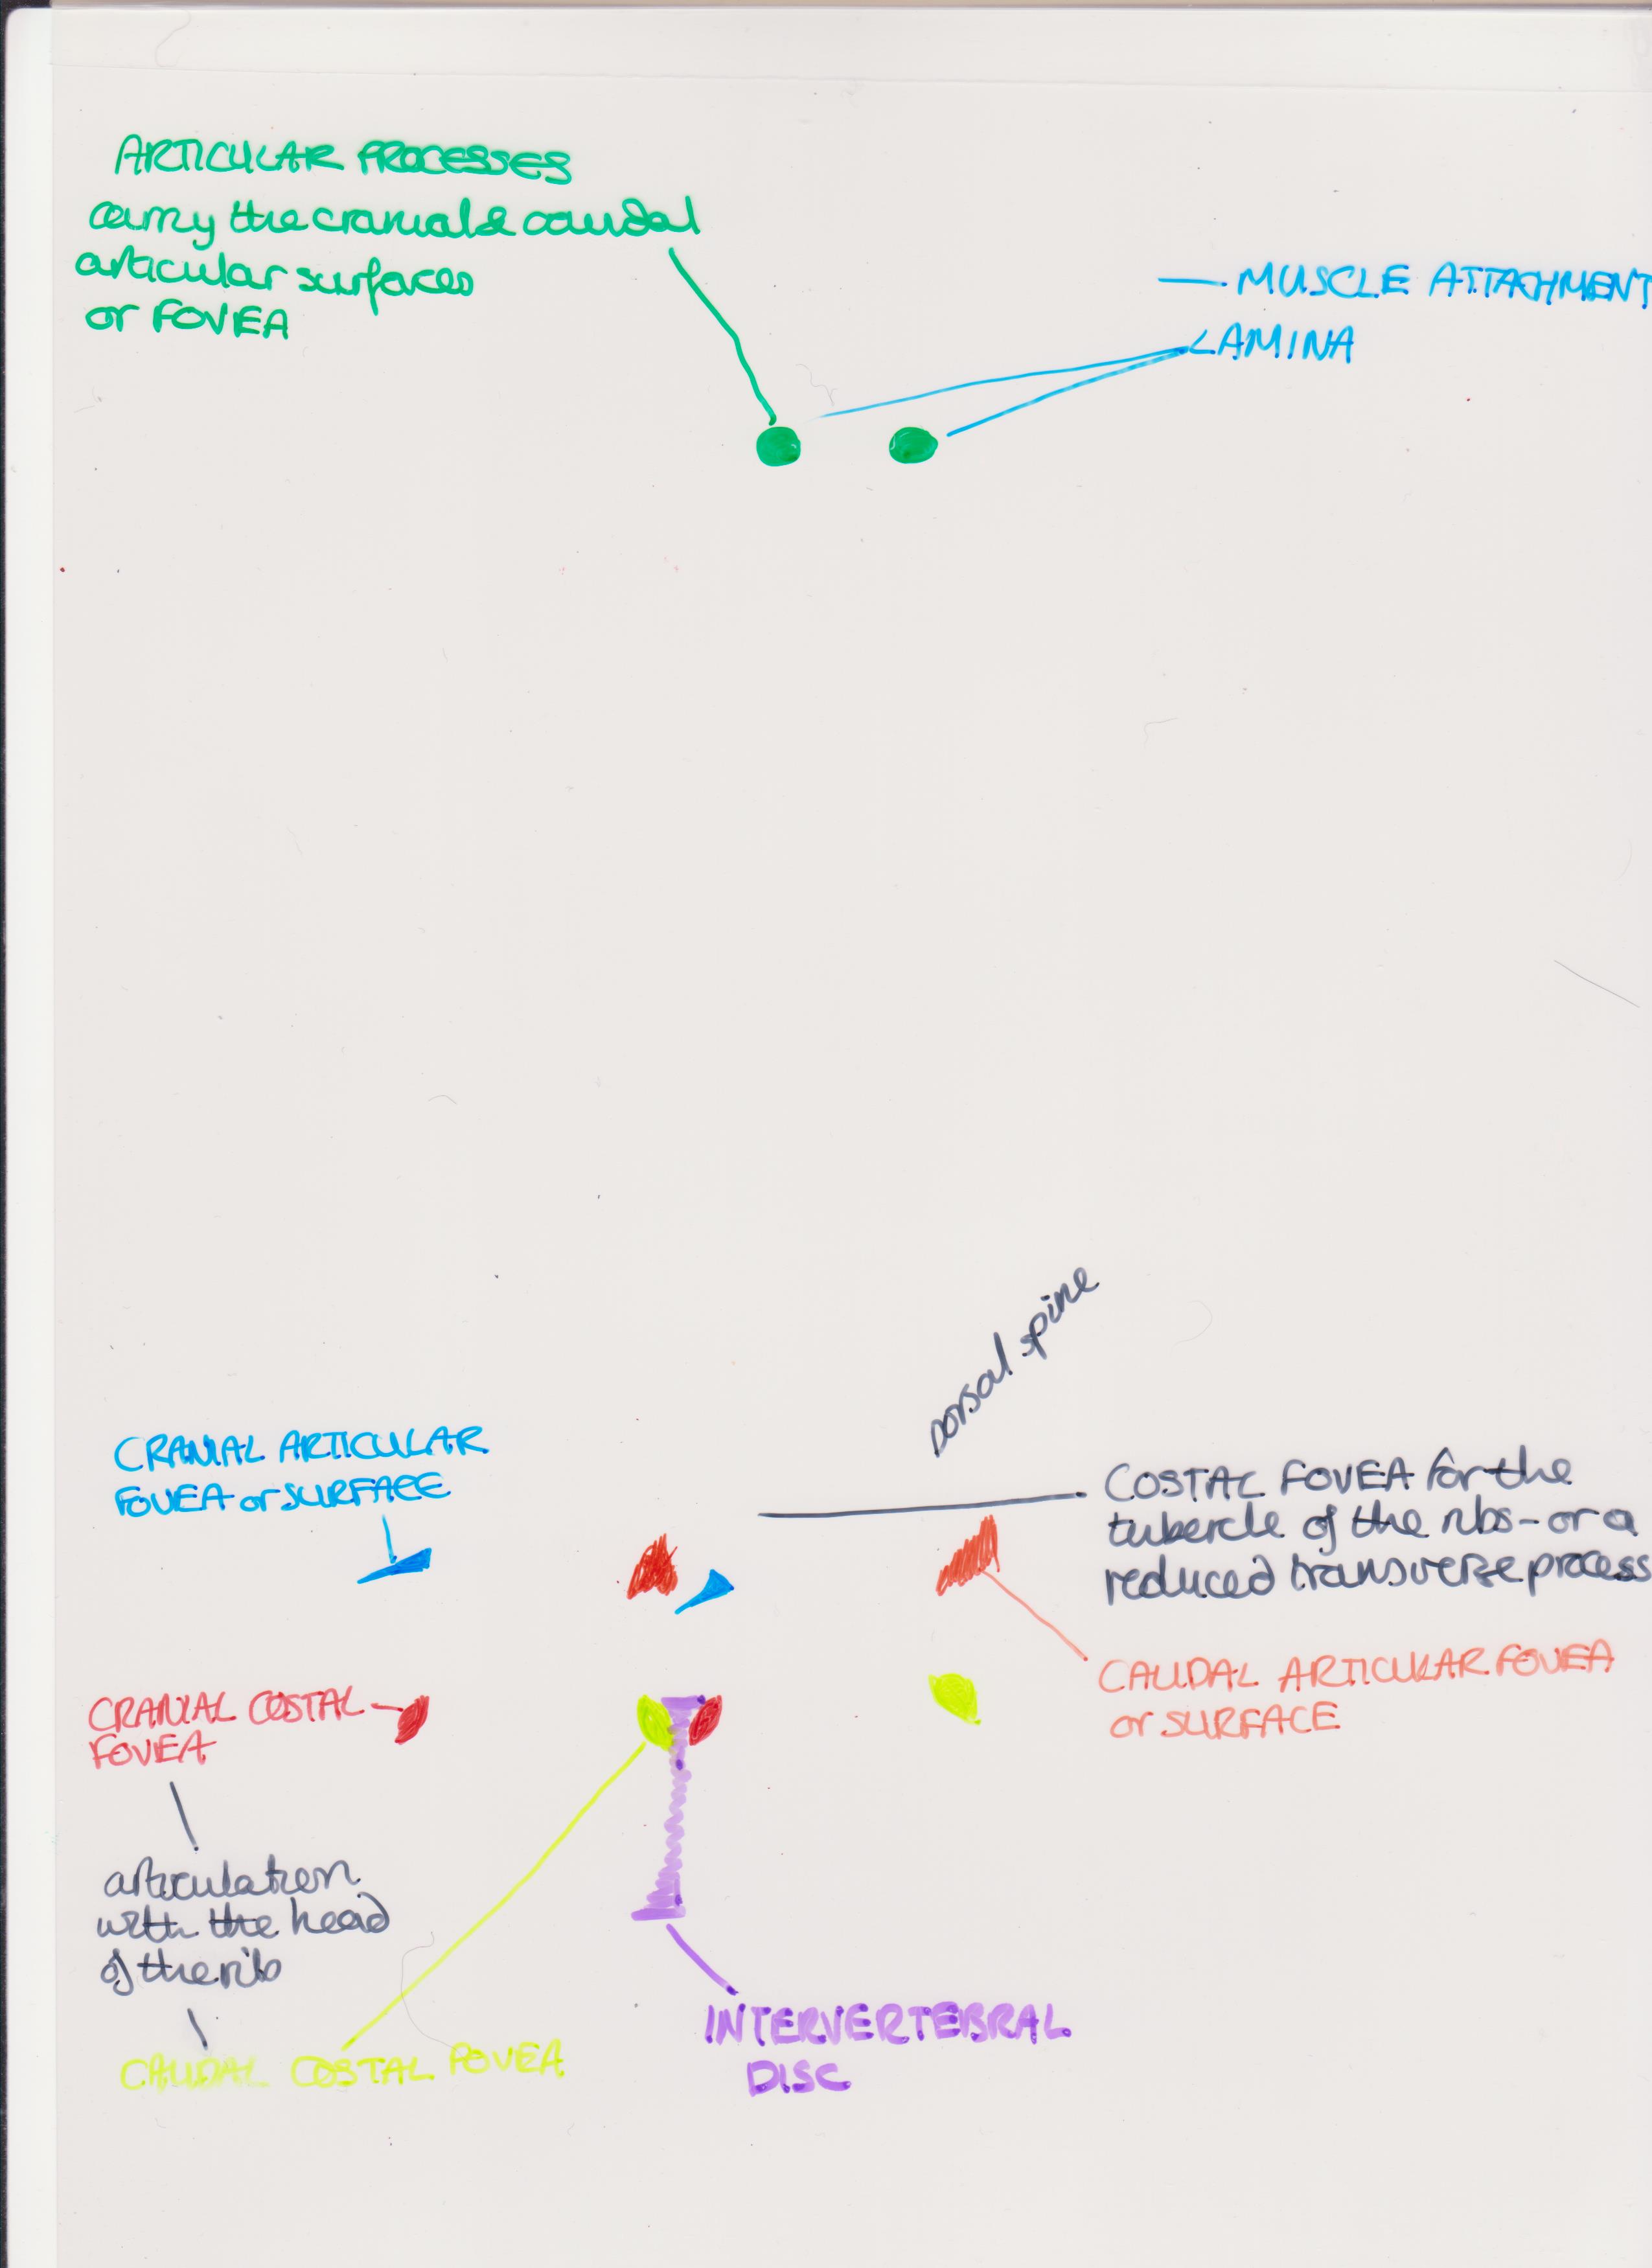 ARTICULAR PROCESSES
carry the cranial & caudal
articular surfaces
or FOVEA
MUSCLE ATTACHMENT
LAMINA
Dorsal spine
CRANIAL ARTICULAR
FOVEA or SURFACE
COSTAL FOVEA for the
tubercle of the ribs - or a
reduced transverse process
CAUDAL ARTICULAR FOVEA
or SURFACE
CRANIAL COSTAL
FOVEA
articulation
with the head
of the rib
CAUDAL COSTAL FOVEA
INTERVERTEBRAL
DISC